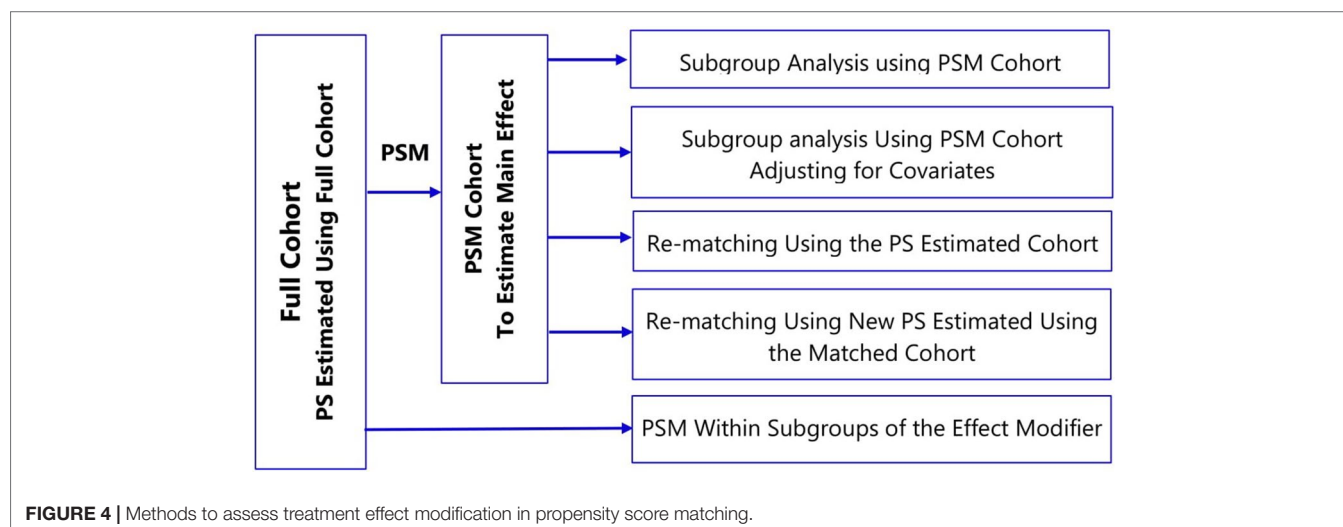 Full Cohort
PS Estimated Using Full Cohort
PSM
PSM Cohort
To Estimate Main Effect
Subgroup Analysis using PSM Cohort
Subgroup analysis Using PSM Cohort
Adjusting for Covariates
Re-matching Using the PS Estimated Cohort
Re-matching Using New PS Estimated Using
the Matched Cohort
PSM Within Subgroups of the Effect Modifier
FIGURE 4 | Methods to assess treatment effect modification in propensity score matching.